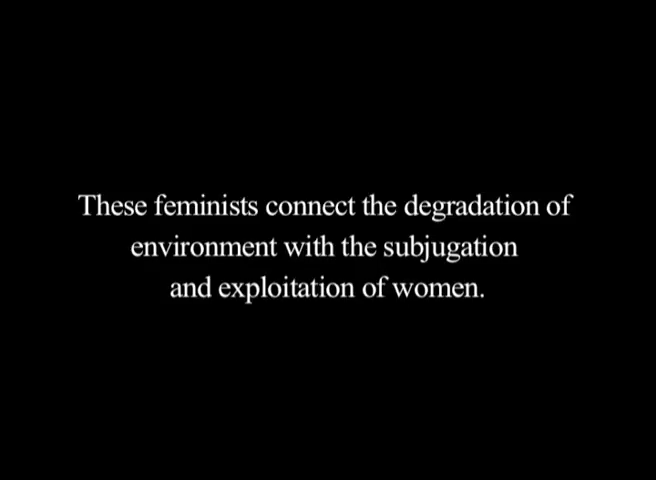 These feminists connect the degradation of
environment with the subjugation
and exploitation of women.